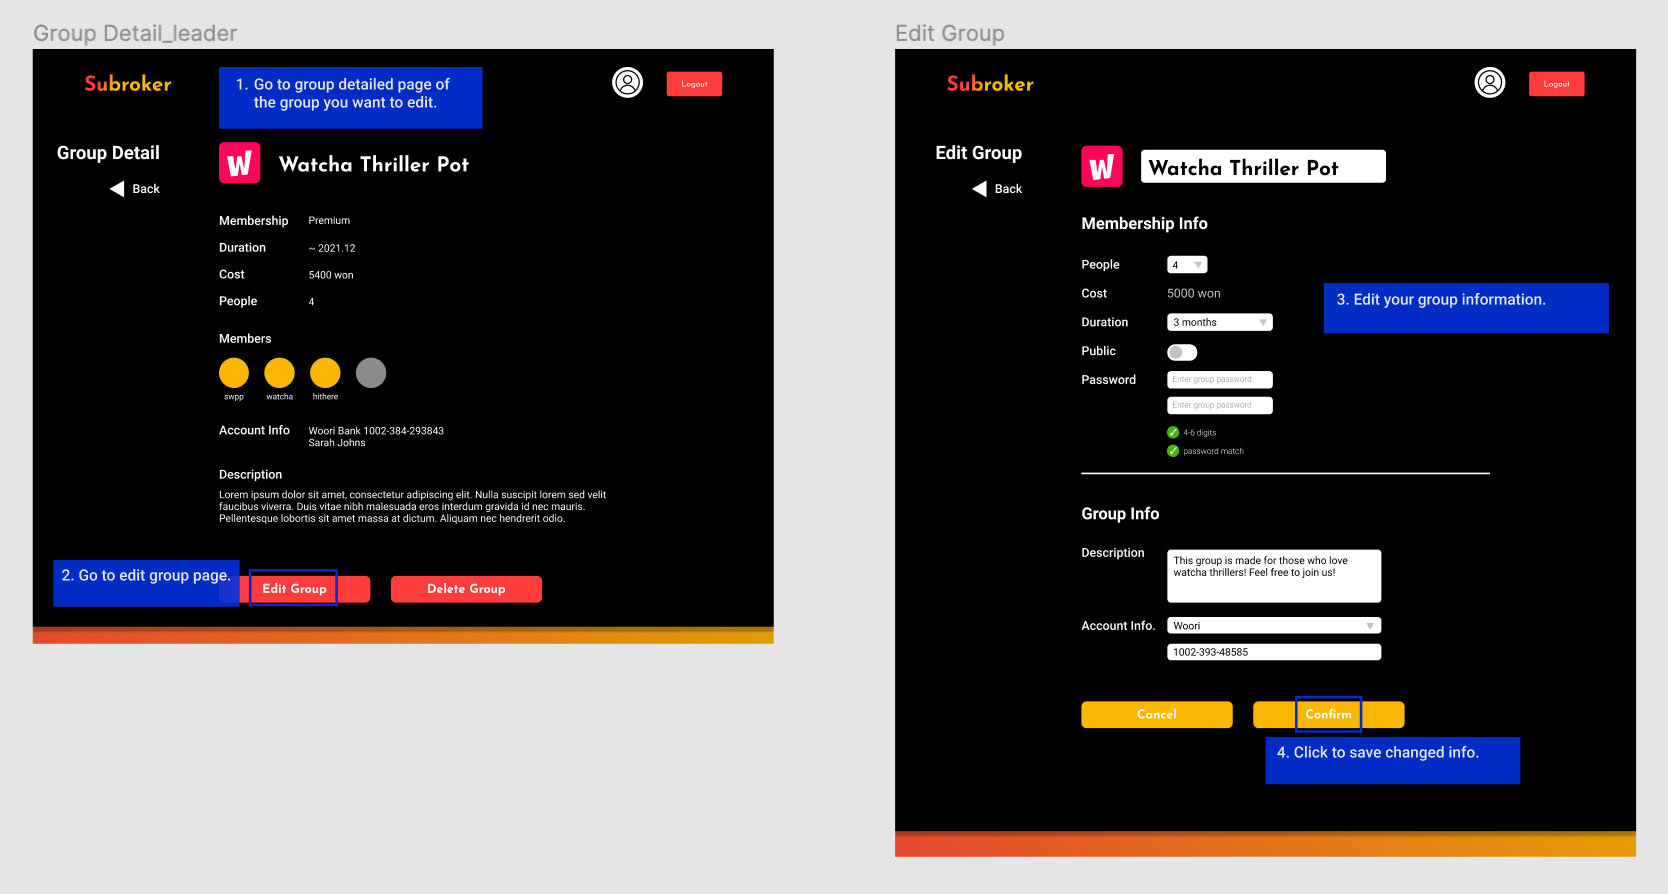 Group Detail_leader
Subroker
1. Go to group detailed page of
the group you want to edit.
Logout
Group Detail
Back
W
Watcha Thriller Pot
Membership Premium
Duration ~ 2021.12
Cost 5400 won
People 4
Members
swpp watcha hithere
Account Info Woori Bank 1002-384-293843
Sarah Johns
Description
Lorem ipsum dolor sit amet, consectetur adipiscing elit. Nulla suscipit lorem sed velit
faucibus viverra. Duis vitae nibh malesuada eros interdum gravida id nec mauris.
Pellentesque lobortis sit amet massa at dictum. Aliquam nec hendrerit odio.
2. Go to edit group page.
Edit Group
Delete Group
Edit Group
Subroker
Logout
Edit Group
Back
W
Watcha Thriller Pot
Membership Info
People 4
Cost 5000 won
Duration 3 months
Public
Password Enter group password
Enter group password
4-6 digits
password match
3. Edit your group information.
Group Info
Description This group is made for those who love
watcha thrillers! Feel free to join us!
Account Info. Woori
1002-393-48585
Cancel
Confirm
4. Click to save changed info.